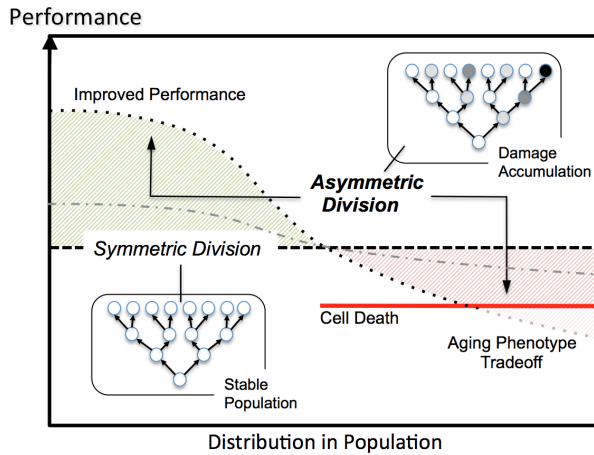 Performance
Improved Performance
Damage
Accumulation
Asymmetric
Division
Symmetric Division
Cell Death
Aging Phenotype
Tradeoff
Stable
Population
Distribution in Population